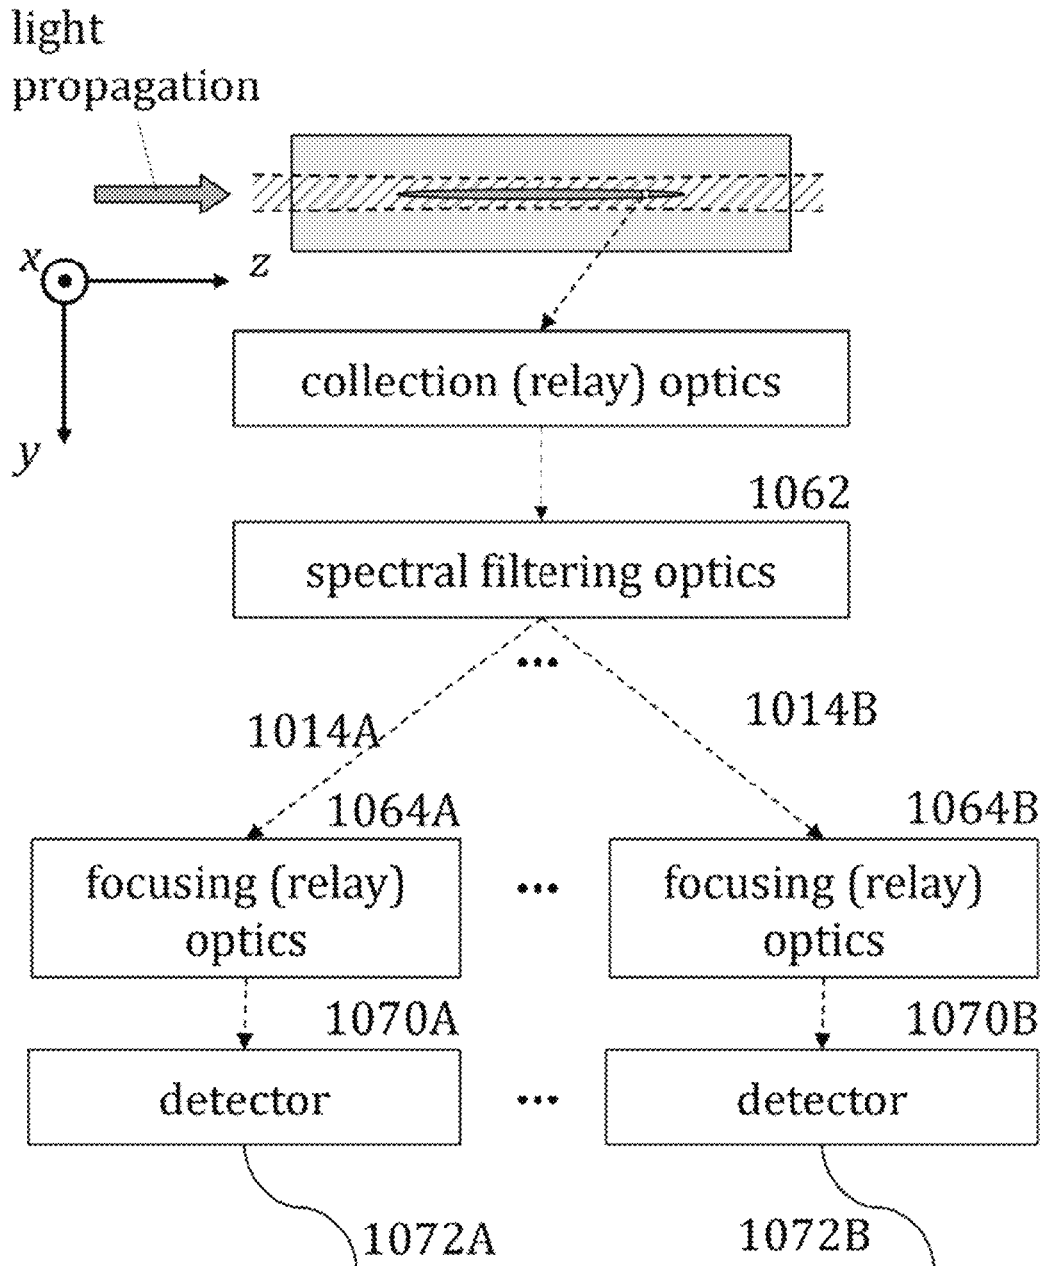 light
propagation
x
z
y
collection (relay) optics
1062
spectral filtering optics
...
1014A
1014B
1064A
1064B
focusing (relay)
optics
...
focusing (relay)
optics
1070A
1070B
detector
...
detector
1072A
1072B